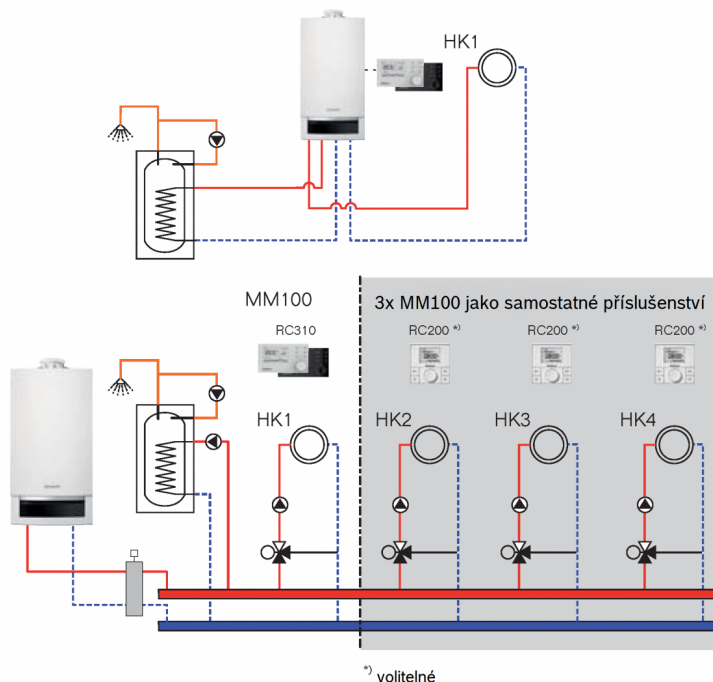 HK1
MM100
3x MM100 jako samostatné příslušenství
RC310
RC200 *)
RC200 *)
RC200 *)
HK1
HK2
HK3
HK4
*) volitelné